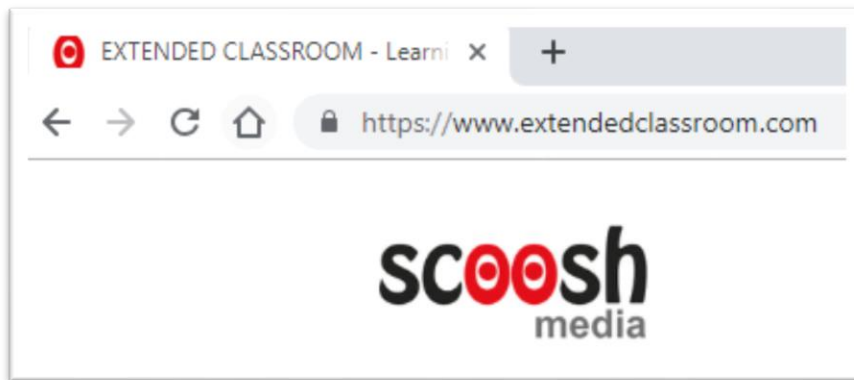 EXTENDED CLASSROOM - Learni
https://www.extendedclassroom.com
scoosh
media